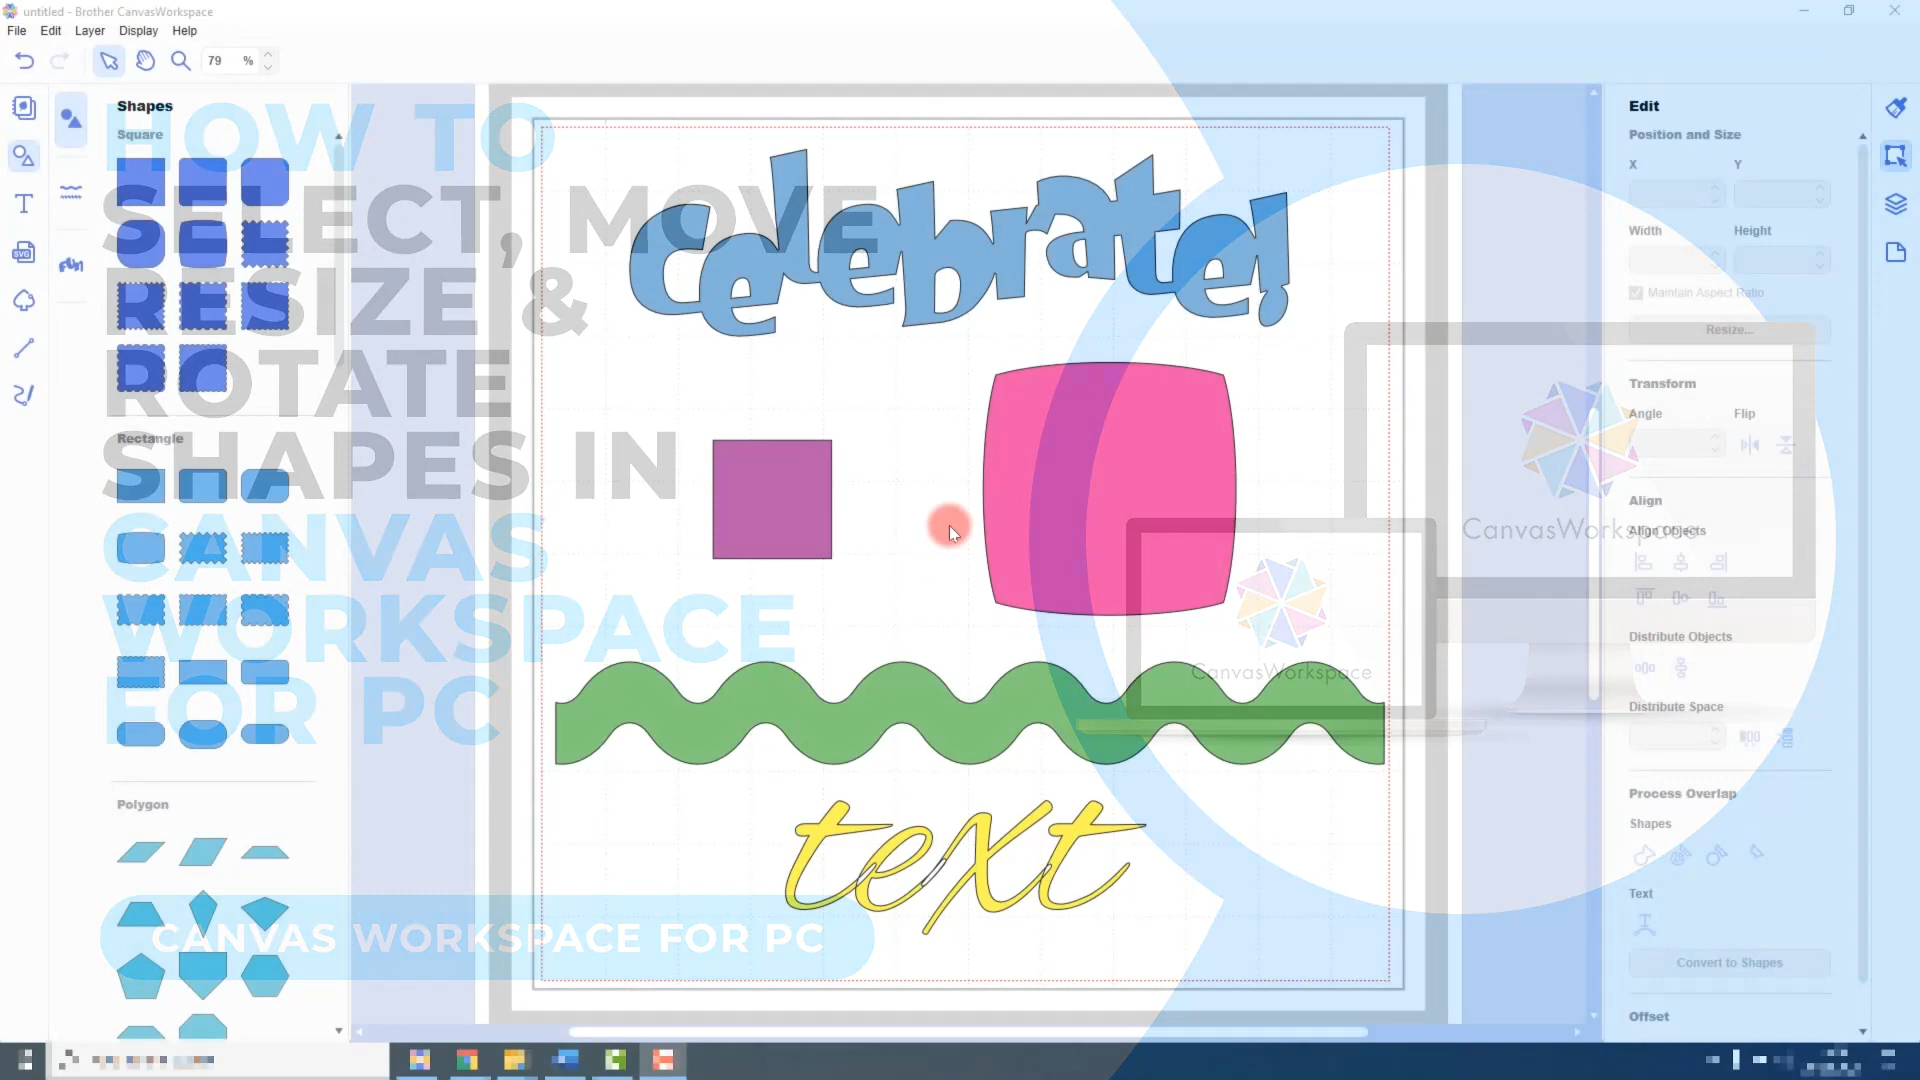 untitled - Brother CanvasWorkspace
File Edit Layer Display Help
79 %
Shapes
Square
Rectangle
Polygon
HOW TO
SELECT, MOVE
RESIZE &
ROTATE
SHAPES IN
CANVAS
WORKSPACE
FOR PC
CANVAS WORKSPACE FOR PC
T
SVG
fun
celebrate!
text
CanvasWorkspace
CanvasWorkspace
Edit
Position and Size
X Y
Width Height
Maintain Aspect Ratio
Resize...
Transform
Angle Flip
Align
Align Objects
Distribute Objects
Distribute Space
Process Overlap
Shapes
Text
Convert to Shapes
Offset